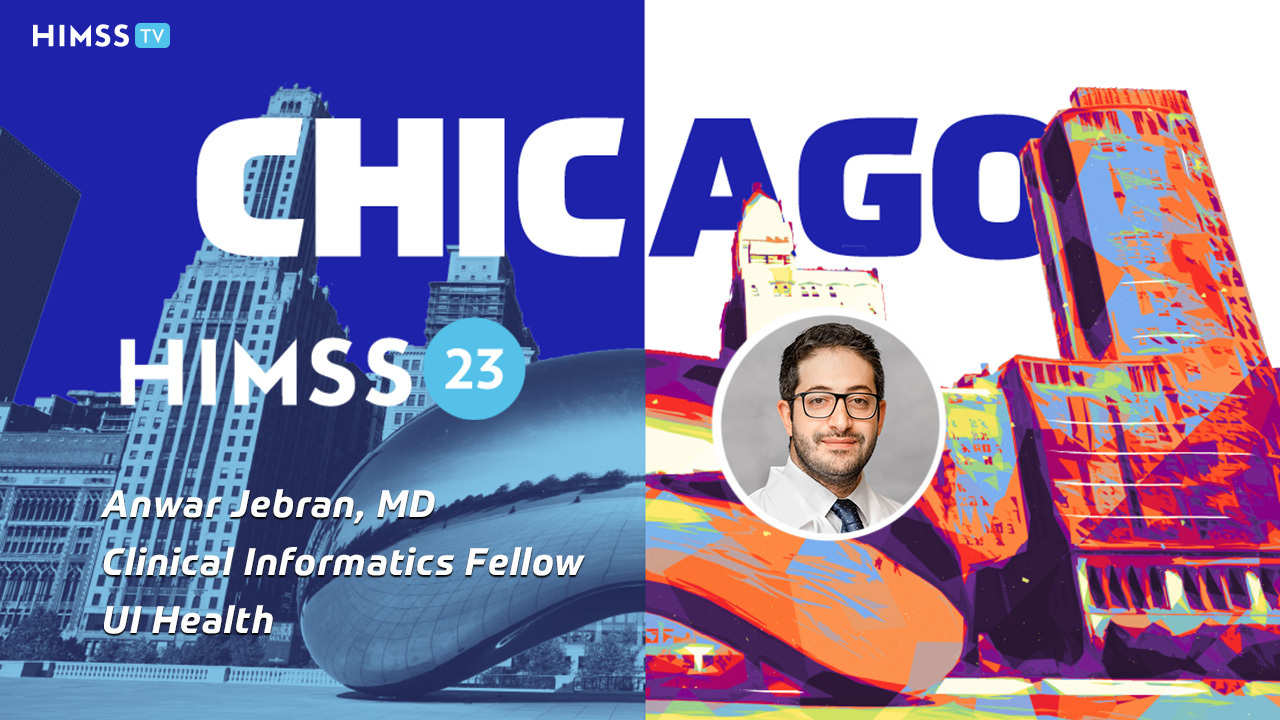 HIMSS TV
CHICAGO
HIMSS 23
Anwar Jebran, MD
Clinical Informatics Fellow
UI Health